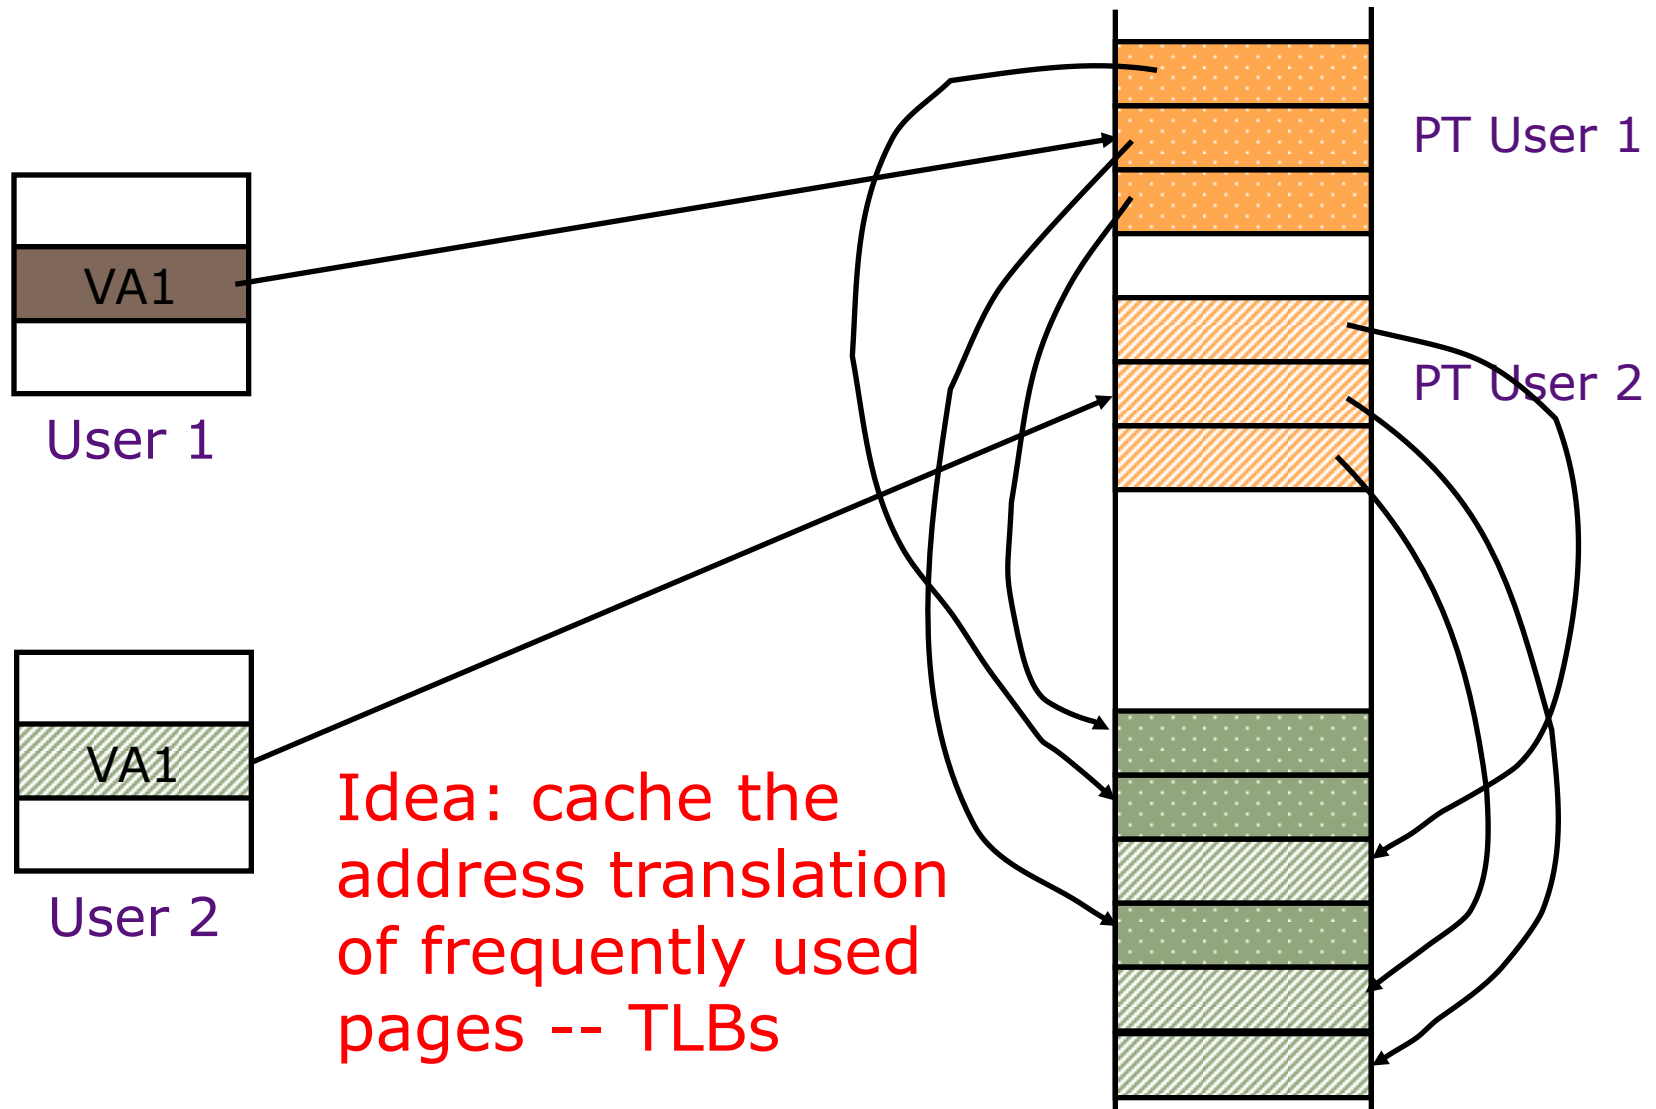 PT User 1
VA1
User 1
PT User 2
VA1
User 2
Idea: cache the
address translation
of frequently used
pages -- TLBs